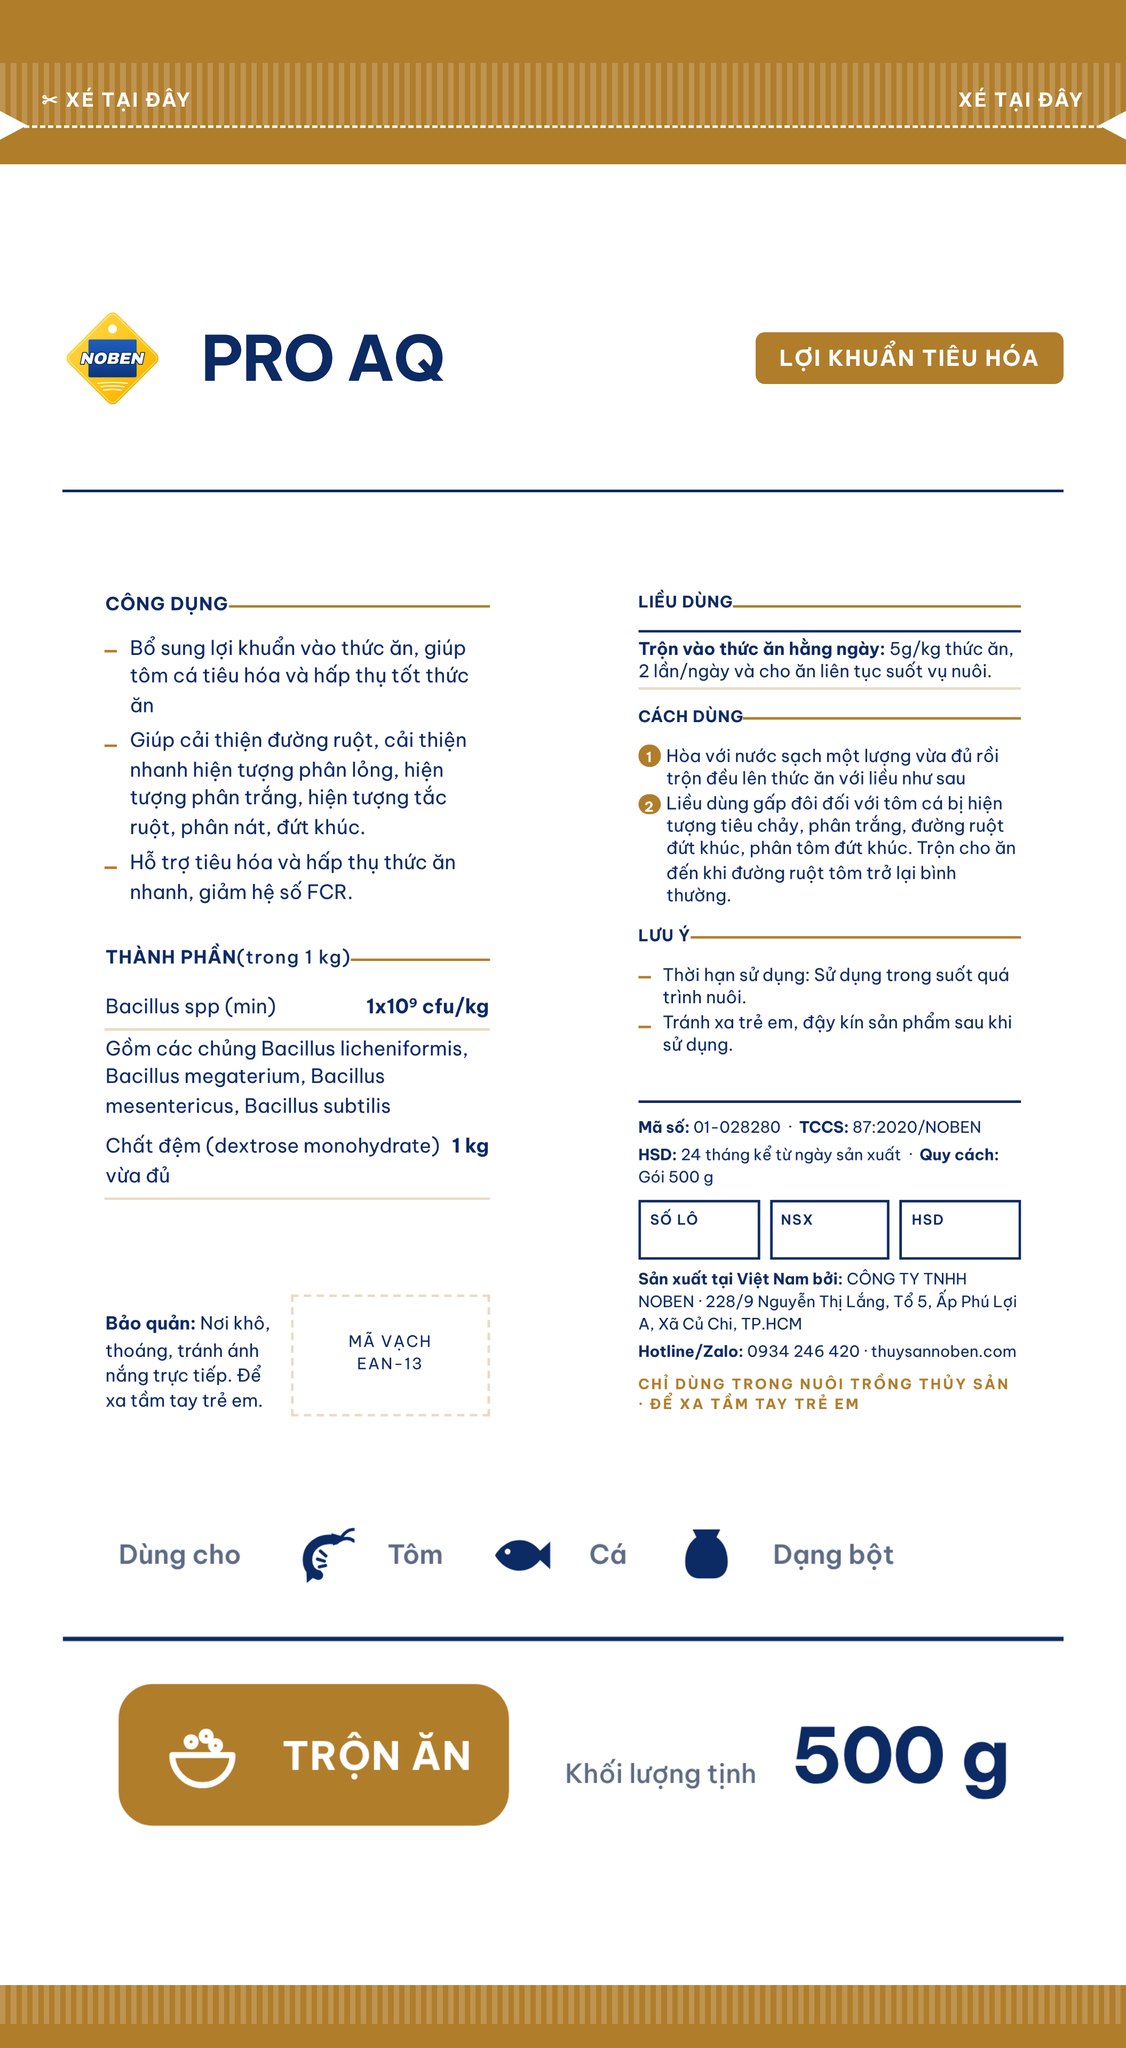 ✂ XÉ TẠI ĐÂY
XÉ TẠI ĐÂY
NOBEN
PRO AQ
LỢI KHUẨN TIÊU HÓA
CÔNG DỤNG
– Bổ sung lợi khuẩn vào thức ăn, giúp
tôm cá tiêu hóa và hấp thụ tốt thức
ăn
– Giúp cải thiện đường ruột, cải thiện
nhanh hiện tượng phân lỏng, hiện
tượng phân trắng, hiện tượng tắc
ruột, phân nát, đứt khúc.
– Hỗ trợ tiêu hóa và hấp thụ thức ăn
nhanh, giảm hệ số FCR.
THÀNH PHẦN(trong 1 kg)
Bacillus spp (min) 1x10⁹ cfu/kg
Gồm các chủng Bacillus licheniformis,
Bacillus megaterium, Bacillus
mesentericus, Bacillus subtilis
Chất đệm (dextrose monohydrate) 1 kg
vừa đủ
Bảo quản: Nơi khô,
thoáng, tránh ánh
nắng trực tiếp. Để
xa tầm tay trẻ em.
MÃ VẠCH
EAN-13
LIỀU DÙNG
Trộn vào thức ăn hằng ngày: 5g/kg thức ăn,
2 lần/ngày và cho ăn liên tục suốt vụ nuôi.
CÁCH DÙNG
1 Hòa với nước sạch một lượng vừa đủ rồi
trộn đều lên thức ăn với liều như sau
2 Liều dùng gấp đôi đối với tôm cá bị hiện
tượng tiêu chảy, phân trắng, đường ruột
đứt khúc, phân tôm đứt khúc. Trộn cho ăn
đến khi đường ruột tôm trở lại bình
thường.
LƯU Ý
– Thời hạn sử dụng: Sử dụng trong suốt quá
trình nuôi.
– Tránh xa trẻ em, đậy kín sản phẩm sau khi
sử dụng.
Mã số: 01-028280 · TCCS: 87:2020/NOBEN
HSD: 24 tháng kể từ ngày sản xuất · Quy cách:
Gói 500 g
SỐ LÔ
NSX
HSD
Sản xuất tại Việt Nam bởi: CÔNG TY TNHH
NOBEN · 228/9 Nguyễn Thị Lắng, Tổ 5, Ấp Phú Lợi
A, Xã Củ Chi, TP.HCM
Hotline/Zalo: 0934 246 420 · thuysannoben.com
CHỈ DÙNG TRONG NUÔI TRỒNG THỦY SẢN
· ĐỂ XA TẦM TAY TRẺ EM
Dùng cho Tôm Cá Dạng bột
TRỘN ĂN
Khối lượng tịnh 500 g